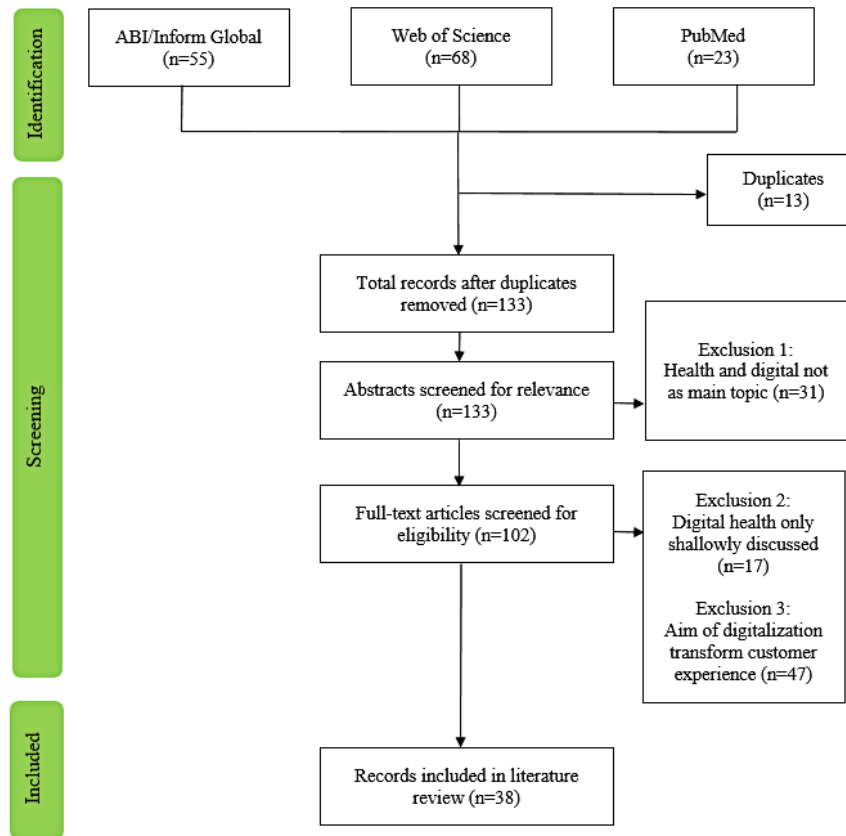 Identification
ABI/Inform Global
(n=55)
Web of Science
(n=68)
PubMed
(n=23)
Screening
Duplicates
(n=13)
Total records after duplicates
removed (n=133)
Abstracts screened for relevance
(n=133)
Exclusion 1:
Health and digital not
as main topic (n=31)
Full-text articles screened for
eligibility (n=102)
Exclusion 2:
Digital health only
shallowly discussed
(n=17)
Exclusion 3:
Aim of digitalization
transform customer
experience (n=47)
Included
Records included in literature
review (n=38)